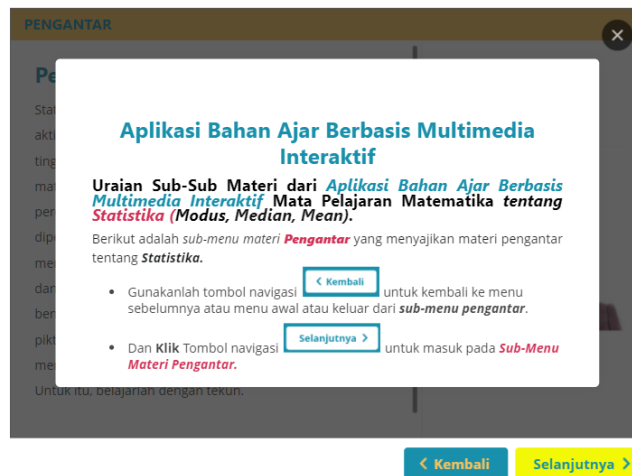 PENGANTAR
Aplikasi Bahan Ajar Berbasis Multimedia
Interaktif
Uraian Sub-Sub Materi dari Aplikasi Bahan Ajar Berbasis
Multimedia Interaktif Mata Pelajaran Matematika tentang
Statistika (Modus, Median, Mean).
Berikut adalah sub-menu materi Pengantar yang menyajikan materi pengantar
tentang Statistika.
• Gunakanlah tombol navigasi < Kembali untuk kembali ke menu
sebelumnya atau menu awal atau keluar dari sub-menu pengantar.
• Dan Klik Tombol navigasi Selanjutnya > untuk masuk pada Sub-Menu
Materi Pengantar.
Untuk itu, belajarlah dengan tekun.
< Kembali
Selanjutnya >